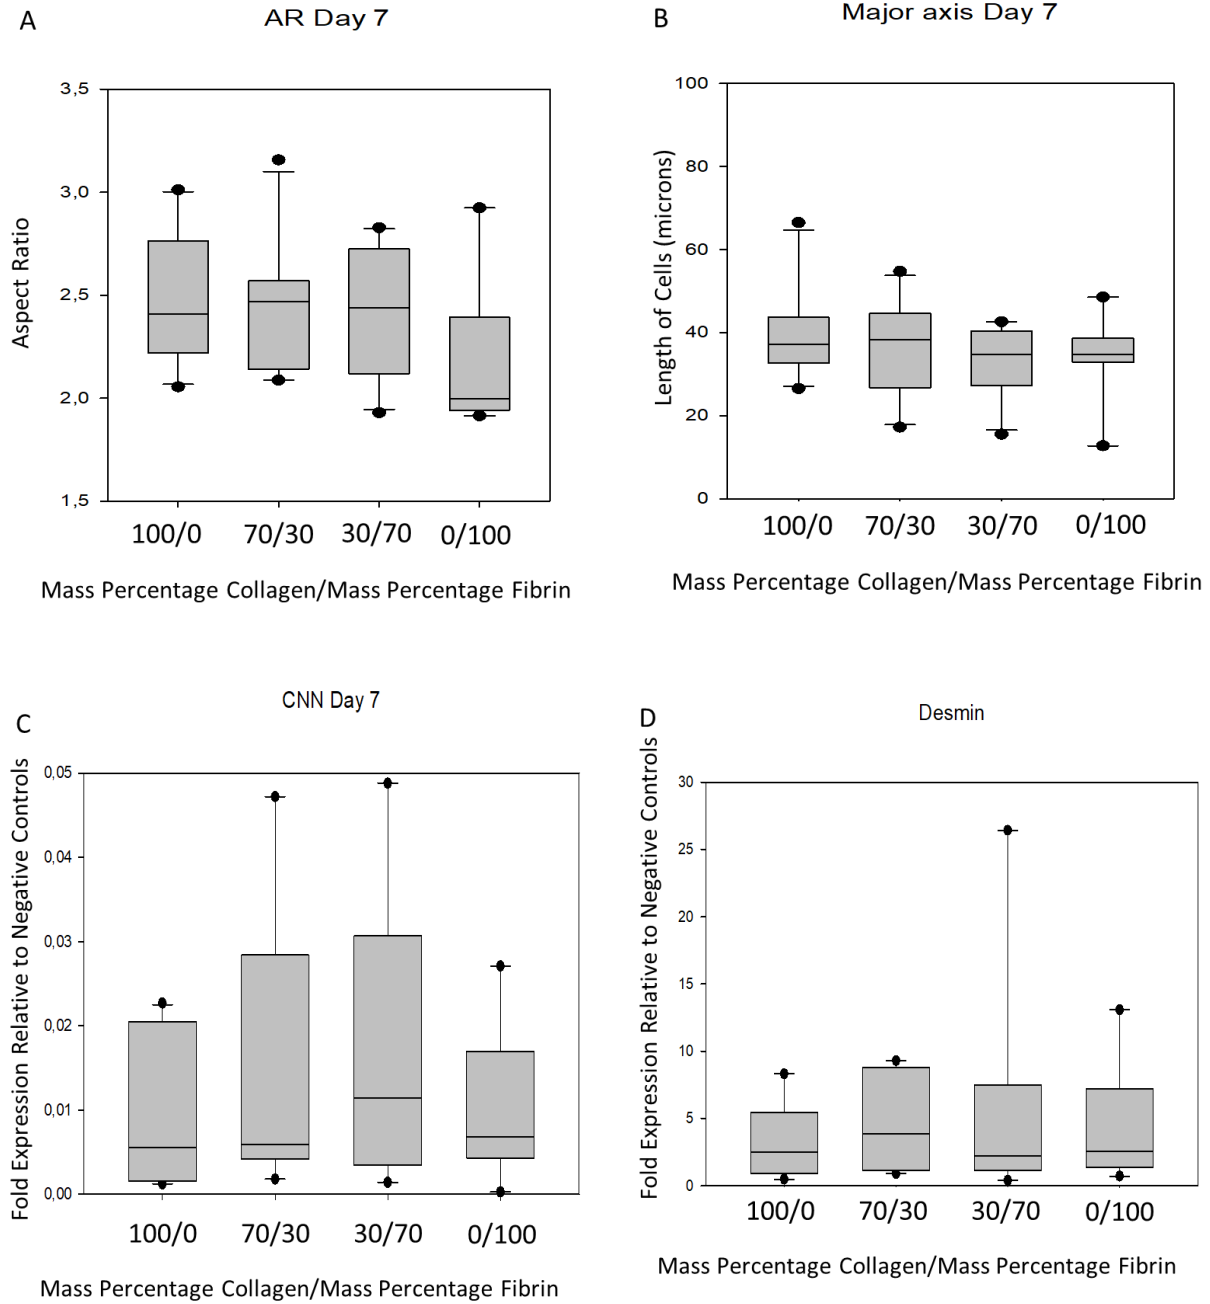 A
AR Day 7
3,5
3,0
2,5
2,0
1,5
Aspect Ratio
100/0
70/30
30/70
0/100
Mass Percentage Collagen/Mass Percentage Fibrin
B
Major axis Day 7
100
80
60
40
20
0
Length of Cells (microns)
100/0
70/30
30/70
0/100
Mass Percentage Collagen/Mass Percentage Fibrin
C
CNN Day 7
0,05
0,04
0,03
0,02
0,01
0,00
Fold Expression Relative to Negative Controls
100/0
70/30
30/70
0/100
Mass Percentage Collagen/Mass Percentage Fibrin
D
Desmin
30
25
20
15
10
5
0
Fold Expression Relative to Negative Controls
100/0
70/30
30/70
0/100
Mass Percentage Collagen/Mass Percentage Fibrin